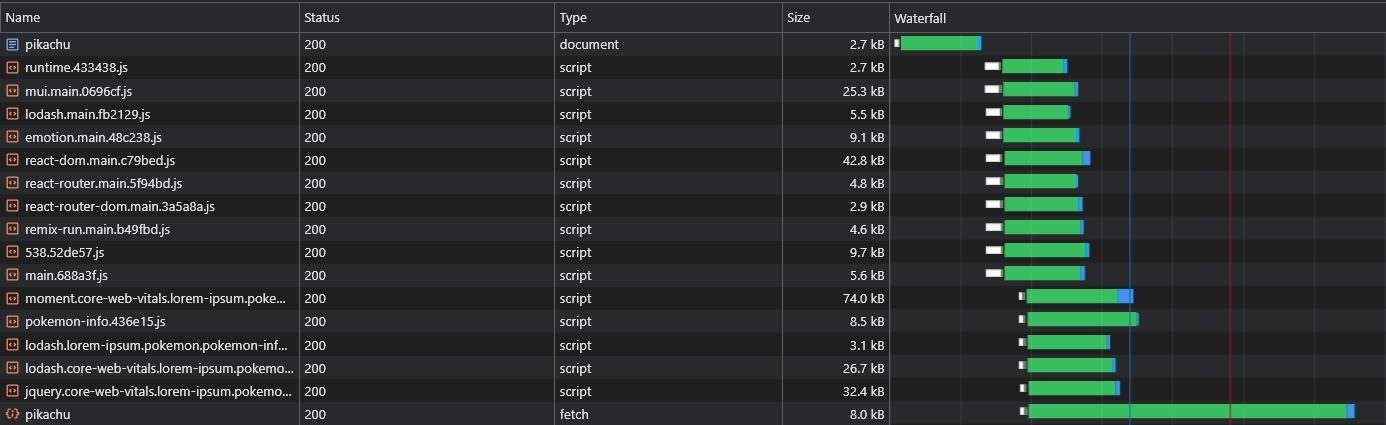 Name Status Type Size Waterfall
pikachu 200 document 2.7 kB
runtime.433438.js 200 script 2.7 kB
mui.main.0696cf.js 200 script 25.3 kB
lodash.main.fb2129.js 200 script 5.5 kB
emotion.main.48c238.js 200 script 9.1 kB
react-dom.main.c79bed.js 200 script 42.8 kB
react-router.main.5f94bd.js 200 script 4.8 kB
react-router-dom.main.3a5a8a.js 200 script 2.9 kB
remix-run.main.b49fbd.js 200 script 4.6 kB
538.52de57.js 200 script 9.7 kB
main.688a3f.js 200 script 5.6 kB
moment.core-web-vitals.lorem-ipsum.poke... 200 script 74.0 kB
pokemon-info.436e15.js 200 script 8.5 kB
lodash.lorem-ipsum.pokemon.pokemon-inf... 200 script 3.1 kB
lodash.core-web-vitals.lorem-ipsum.pokemo... 200 script 26.7 kB
jquery.core-web-vitals.lorem-ipsum.pokemo... 200 script 32.4 kB
pikachu 200 fetch 8.0 kB